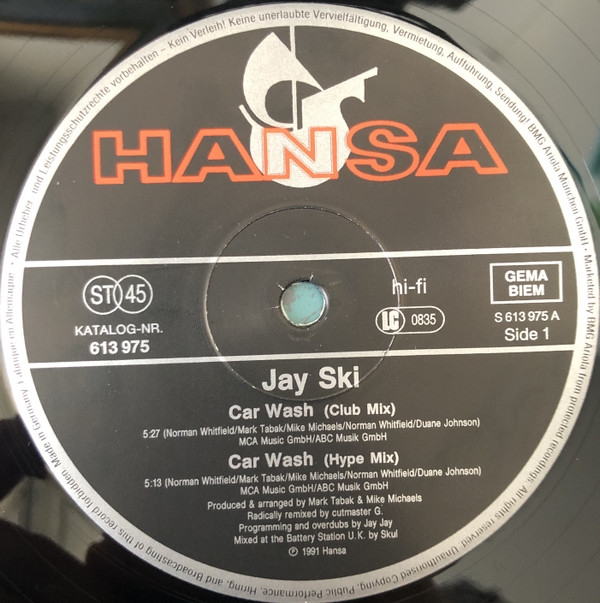 Alle Urheber- und Leistungsschutzrechte vorbehalten – Kein Verleih! Keine unerlaubte Vervielfältigung, Vermietung, Aufführung, Sendung! BMG Ariola München GmbH • Marketed by BMG Ariola from protected recordings. All rights reserved. Unauthorised Copying, Public Performance, Hiring, and Broadcasting of this record forbidden. Made in Germany. Fabriqué en Allemagne. •
HANSA
ST 45
hi-fi
GEMA
BIEM
LC 0835
KATALOG-NR.
613 975
S 613 975 A
Side 1
Jay Ski
Car Wash (Club Mix)
5:27 (Norman Whitfield/Mark Tabak/Mike Michaels/Norman Whitfield/Duane Johnson)
MCA Music GmbH/ABC Musik GmbH
Car Wash (Hype Mix)
5:13 (Norman Whitfield/Mark Tabak/Mike Michaels/Norman Whitfield/Duane Johnson)
MCA Music GmbH/ABC Musik GmbH
Produced & arranged by Mark Tabak & Mike Michaels
Radically remixed by cutmaster G.
Programming and overdubs by Jay Jay
Mixed at the Battery Station U.K. by Skul
℗ 1991 Hansa